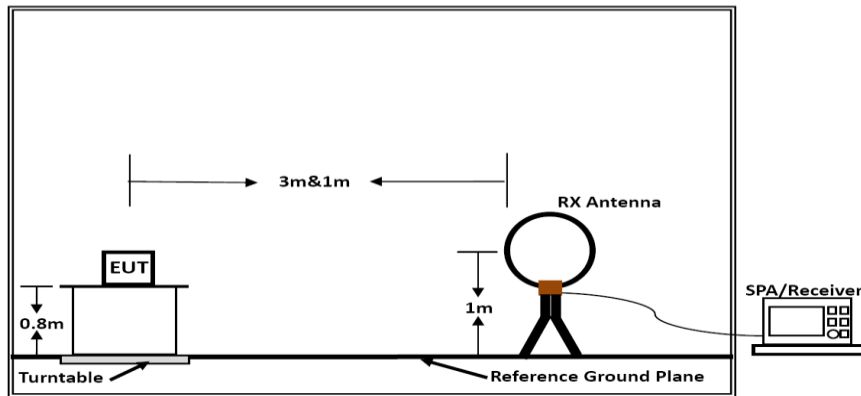 3m&1m
RX Antenna
EUT
SPA/Receiver
0.8m
1m
Turntable
Reference Ground Plane